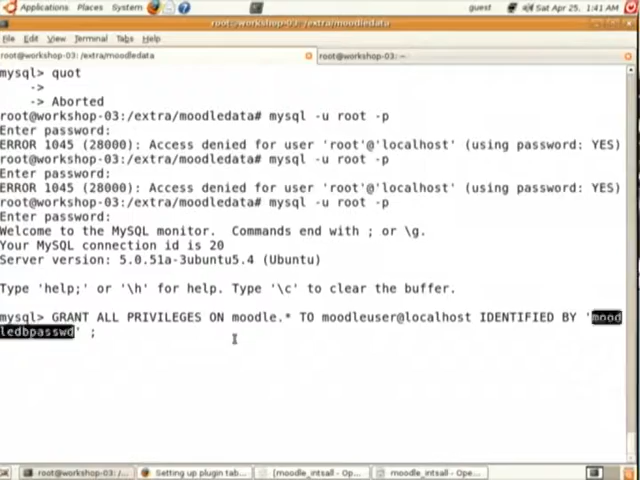 Applications Places System guest Sat Apr 25, 1:41 AM
root@workshop-03: /extra/moodledata
File Edit View Terminal Tabs Help
root@workshop-03: /extra/moodledata root@workshop-03: ~
mysql> quot
->
-> Aborted
root@workshop-03:/extra/moodledata# mysql -u root -p
Enter password:
ERROR 1045 (28000): Access denied for user 'root'@'localhost' (using password: YES)
root@workshop-03:/extra/moodledata# mysql -u root -p
Enter password:
ERROR 1045 (28000): Access denied for user 'root'@'localhost' (using password: YES)
root@workshop-03:/extra/moodledata# mysql -u root -p
Enter password:
Welcome to the MySQL monitor.  Commands end with ; or \g.
Your MySQL connection id is 20
Server version: 5.0.51a-3ubuntu5.4 (Ubuntu)
Type 'help;' or '\h' for help. Type '\c' to clear the buffer.
mysql> GRANT ALL PRIVILEGES ON moodle.* TO moodleuser@localhost IDENTIFIED BY 'mood
ledbpasswd' ;
root@workshop-03: /... Setting up plugin tab... [moodle_intsall - Op... moodle_intsall - Ope...